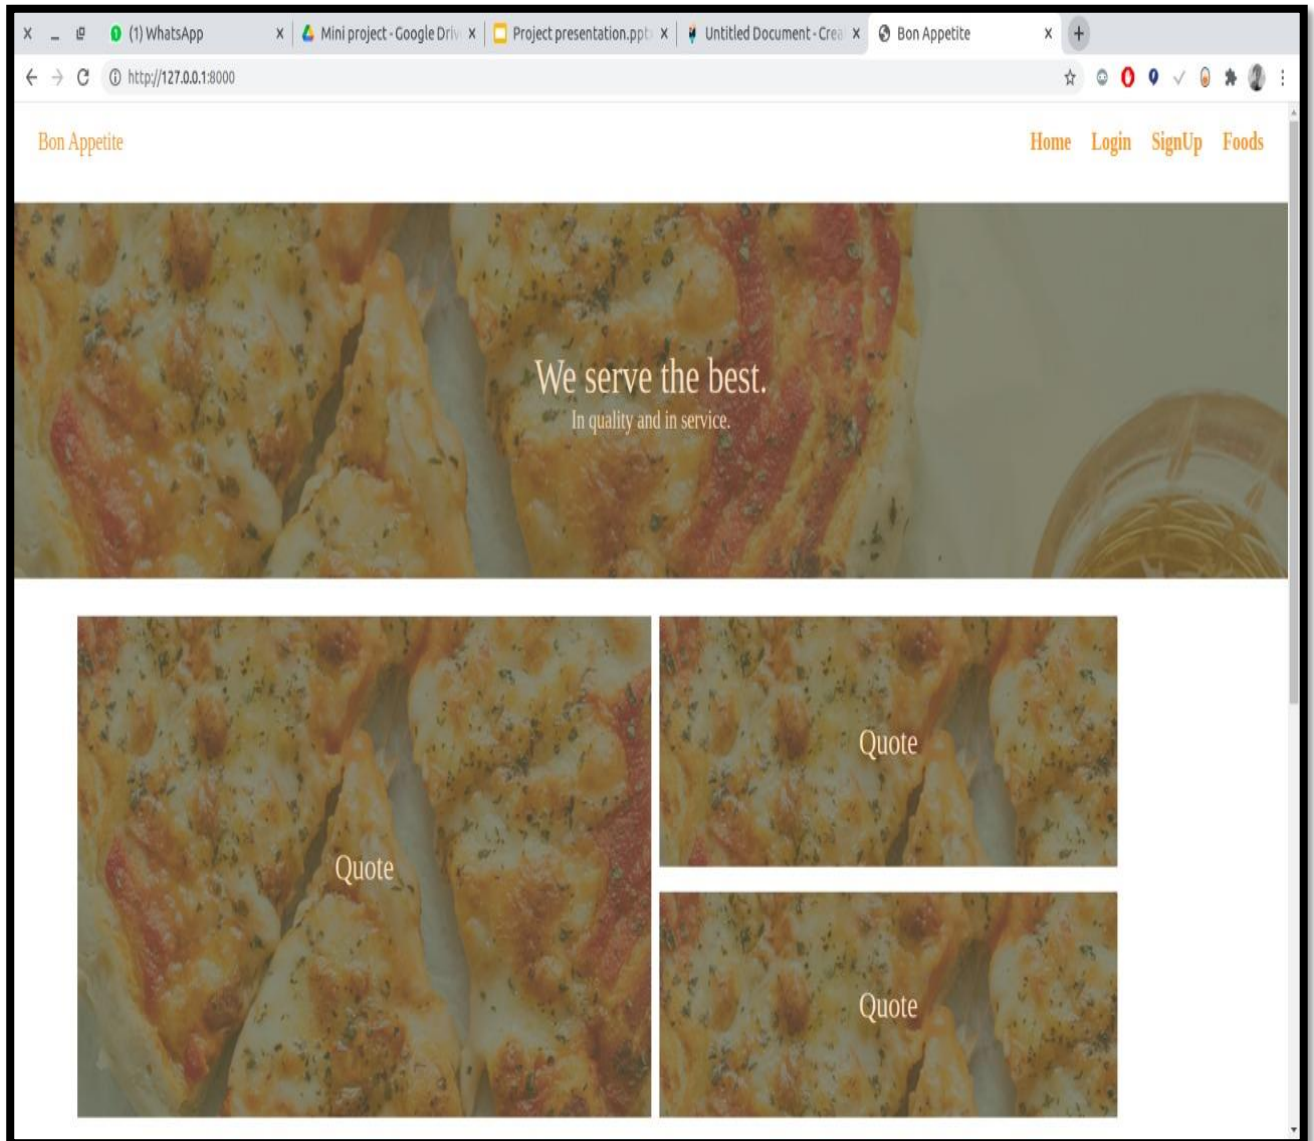 (1) WhatsApp
Mini project - Google Driv
Project presentation.ppt
Untitled Document - Crea
Bon Appetite
http://127.0.0.1:8000
Bon Appetite
Home Login SignUp Foods
We serve the best.
In quality and in service.
Quote
Quote
Quote